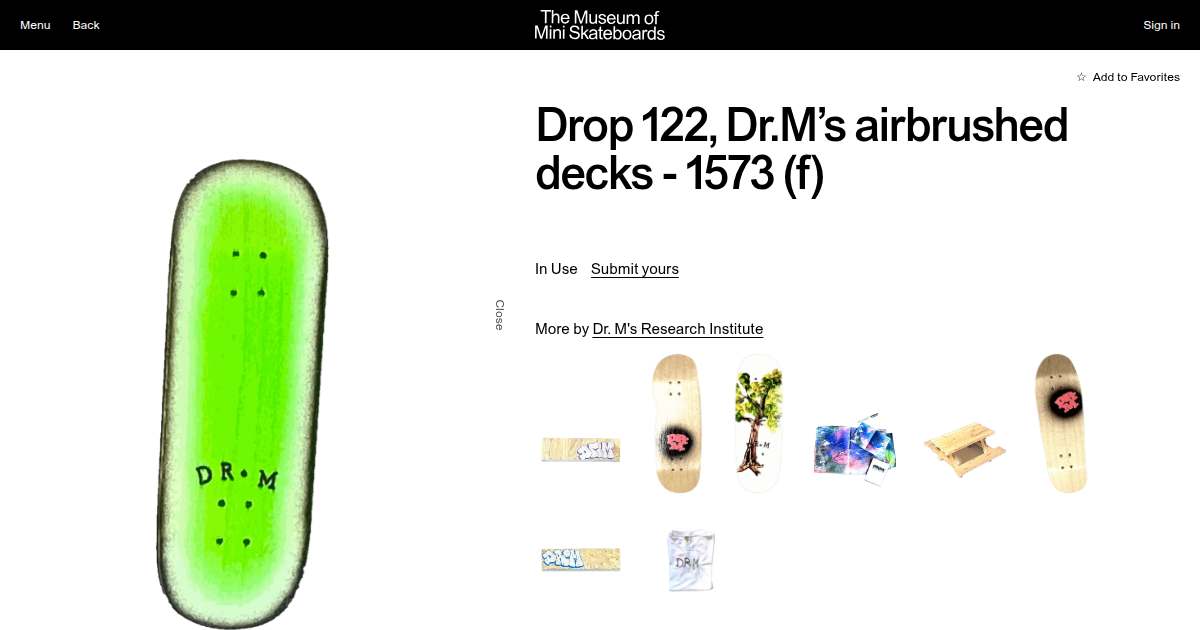 Menu Back
The Museum of
Mini Skateboards
Sign in
☆ Add to Favorites
Drop 122, Dr.M’s airbrushed
decks - 1573 (f)
In Use Submit yours
Close
More by Dr. M's Research Institute
DR•M
DRM